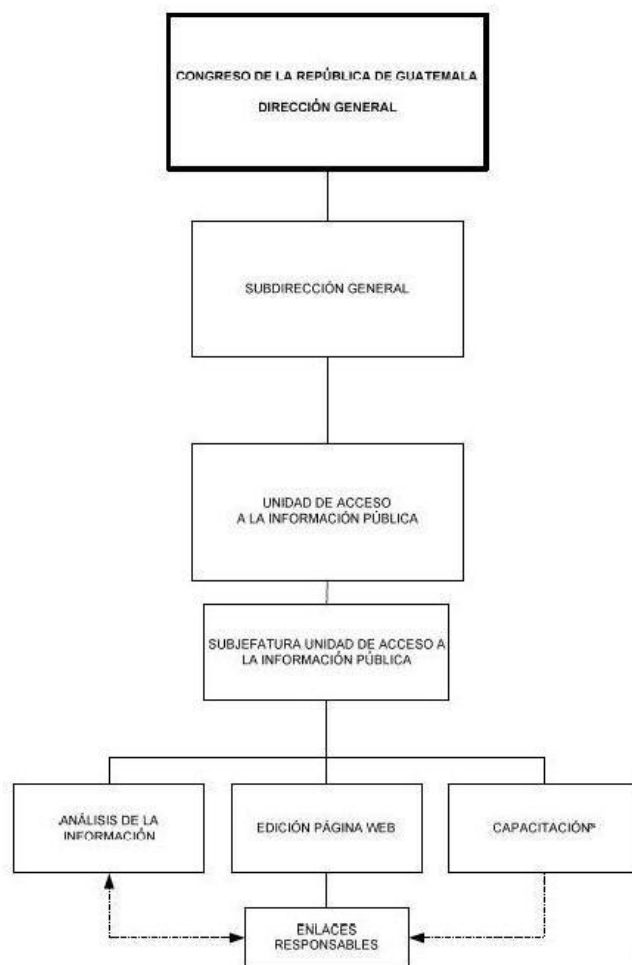 CONGRESO DE LA REPÚBLICA DE GUATEMALA
DIRECCIÓN GENERAL
SUBDIRECCIÓN GENERAL
UNIDAD DE ACCESO
A LA INFORMACIÓN PÚBLICA
SUBJEFATURA UNIDAD DE ACCESO A
LA INFORMACIÓN PÚBLICA
ANÁLISIS DE LA
INFORMACIÓN
EDICIÓN PÁGINA WEB
CAPACITACIÓN
ENLACES
RESPONSABLES